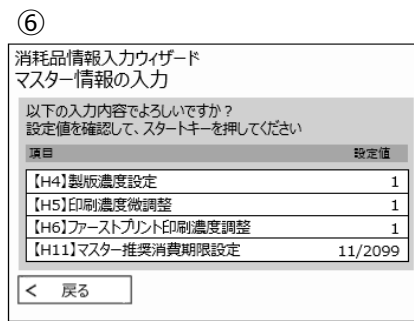 ⑥
消耗品情報入力ウィザード
マスター情報の入力
以下の入力内容でよろしいですか？
設定値を確認して、スタートキーを押してください
項目 設定値
【H4】製版濃度設定 1
【H5】印刷濃度微調整 1
【H6】ファーストプリント印刷濃度調整 1
【H11】マスター推奨消費期限設定 11/2099
< 戻る